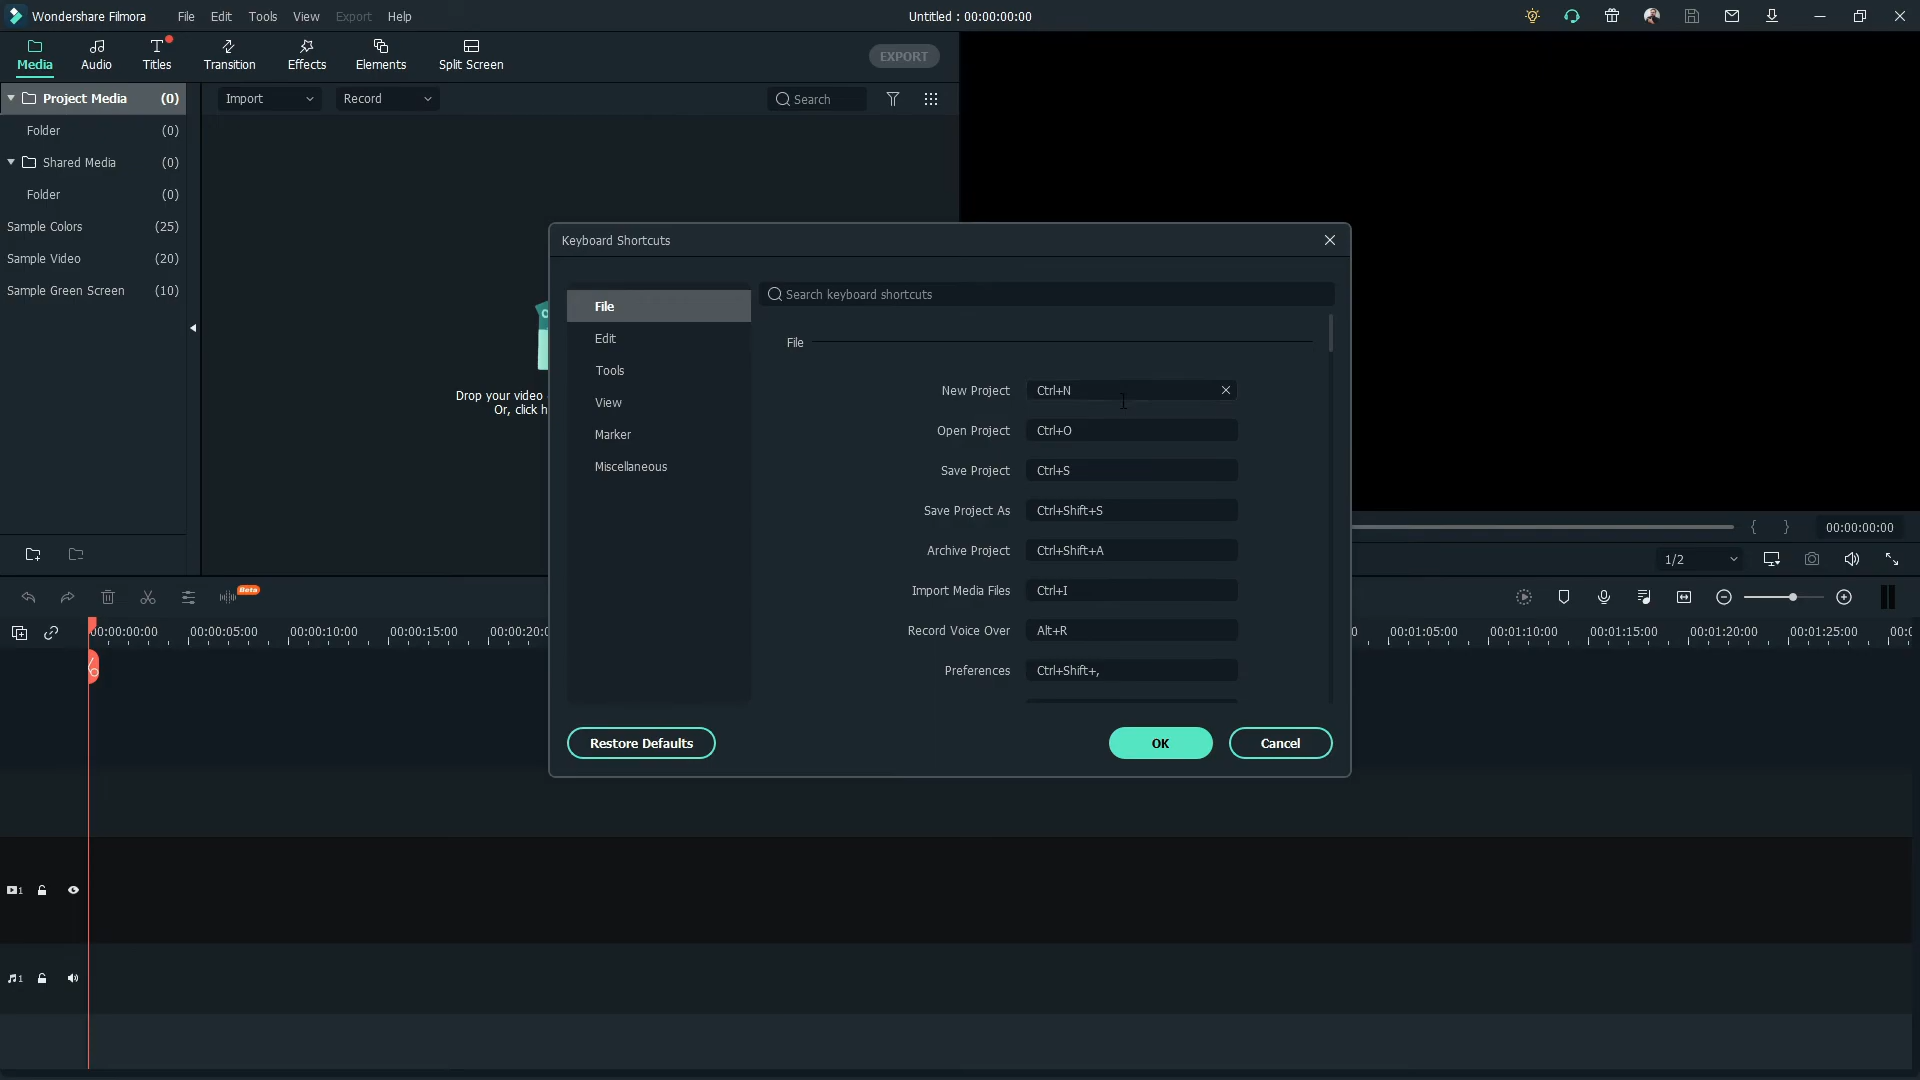 Wondershare Filmora File Edit Tools View Export Help Untitled : 00:00:00:00
Media Audio Titles Transition Effects Elements Split Screen EXPORT
Project Media (0) Import Record Search
Folder (0)
Shared Media (0)
Folder (0)
Sample Colors (25)
Sample Video (20)
Sample Green Screen (10)
Drop your video
Or, click h
Keyboard Shortcuts
File
Edit
Tools
View
Marker
Miscellaneous
Search keyboard shortcuts
File
New Project Ctrl+N
Open Project Ctrl+O
Save Project Ctrl+S
Save Project As Ctrl+Shift+S
Archive Project Ctrl+Shift+A
Import Media Files Ctrl+I
Record Voice Over Alt+R
Preferences Ctrl+Shift+,
Restore Defaults OK Cancel
{ } 00:00:00:00
1/2
Beta
00:00:00:00 00:00:05:00 00:00:10:00 00:00:15:00 00:00:20:0 0 00:01:05:00 00:01:10:00 00:01:15:00 00:01:20:00 00:01:25:00 00:0
1
1